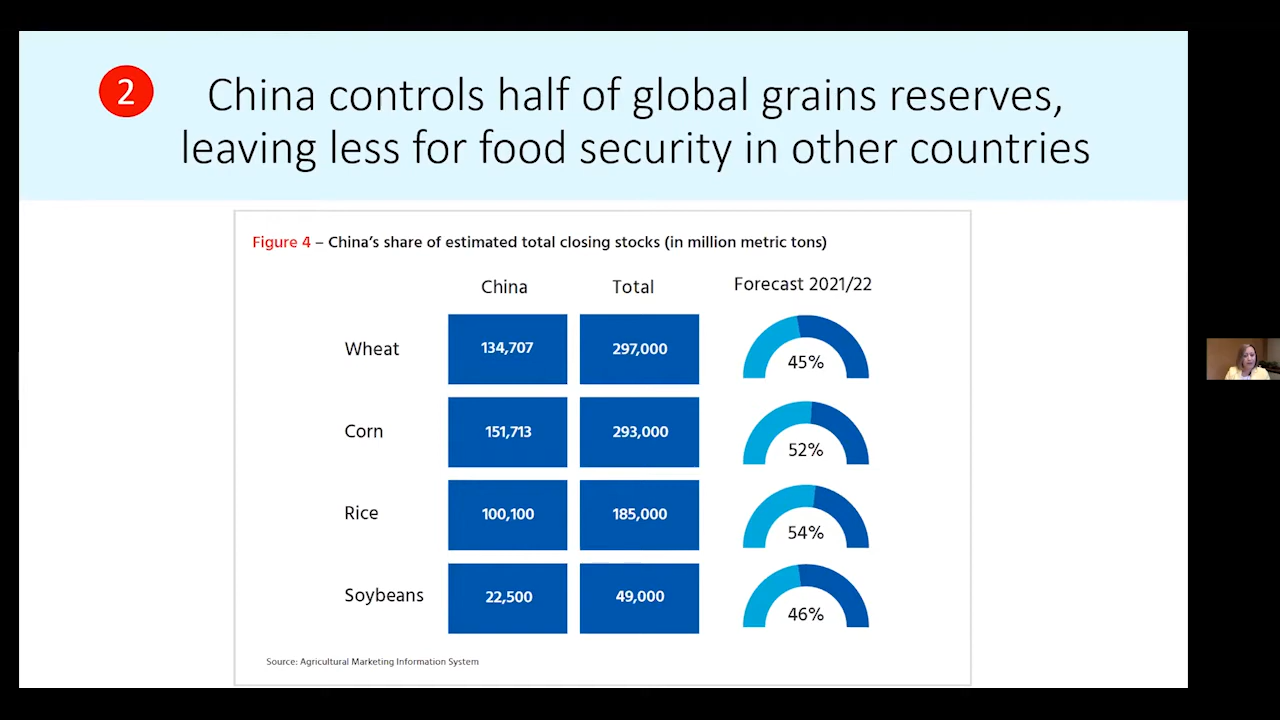 2
China controls half of global grains reserves,
leaving less for food security in other countries
Figure 4 – China's share of estimated total closing stocks (in million metric tons)
China Total Forecast 2021/22
Wheat 134,707 297,000 45%
Corn 151,713 293,000 52%
Rice 100,100 185,000 54%
Soybeans 22,500 49,000 46%
Source: Agricultural Marketing Information System